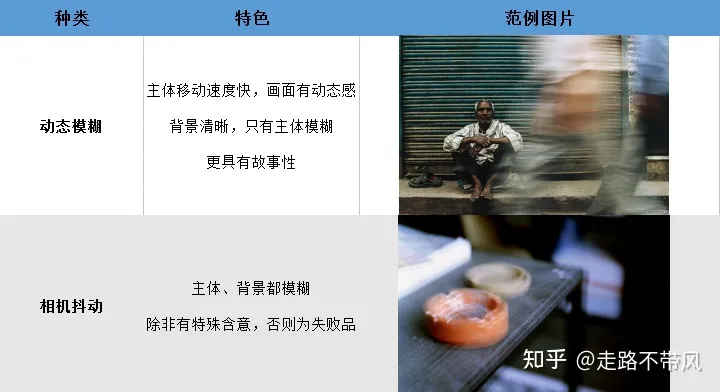 种类 特色 范例图片
主体移动速度快，画面有动态感
动态模糊 背景清晰，只有主体模糊
更具有故事性
主体、背景都模糊
相机抖动
除非有特殊含意，否则为失败品
知乎 @走路不带风